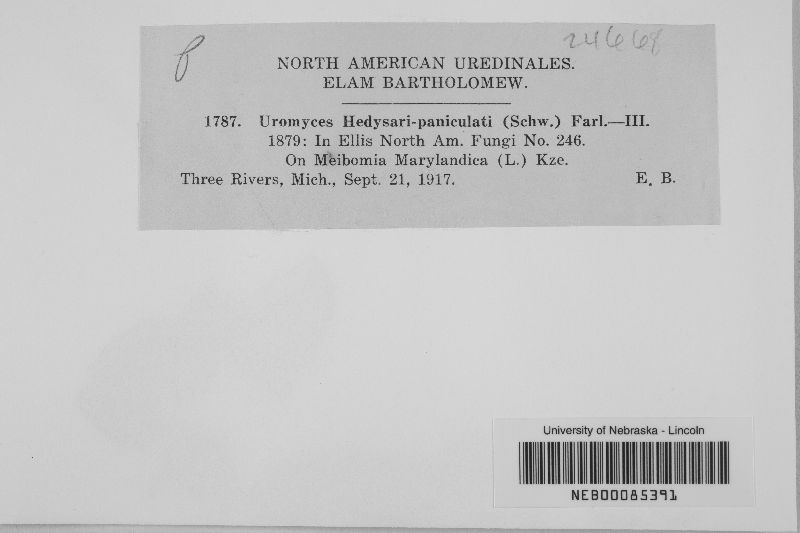 24668
NORTH AMERICAN UREDINALES.
ELAM BARTHOLOMEW.
1787. Uromyces Hedysari-paniculati (Schw.) Farl.—III.
1879: In Ellis North Am. Fungi No. 246.
On Meibomia Marylandica (L.) Kze.
Three Rivers, Mich., Sept. 21, 1917. E. B.
University of Nebraska - Lincoln
NEB00085391